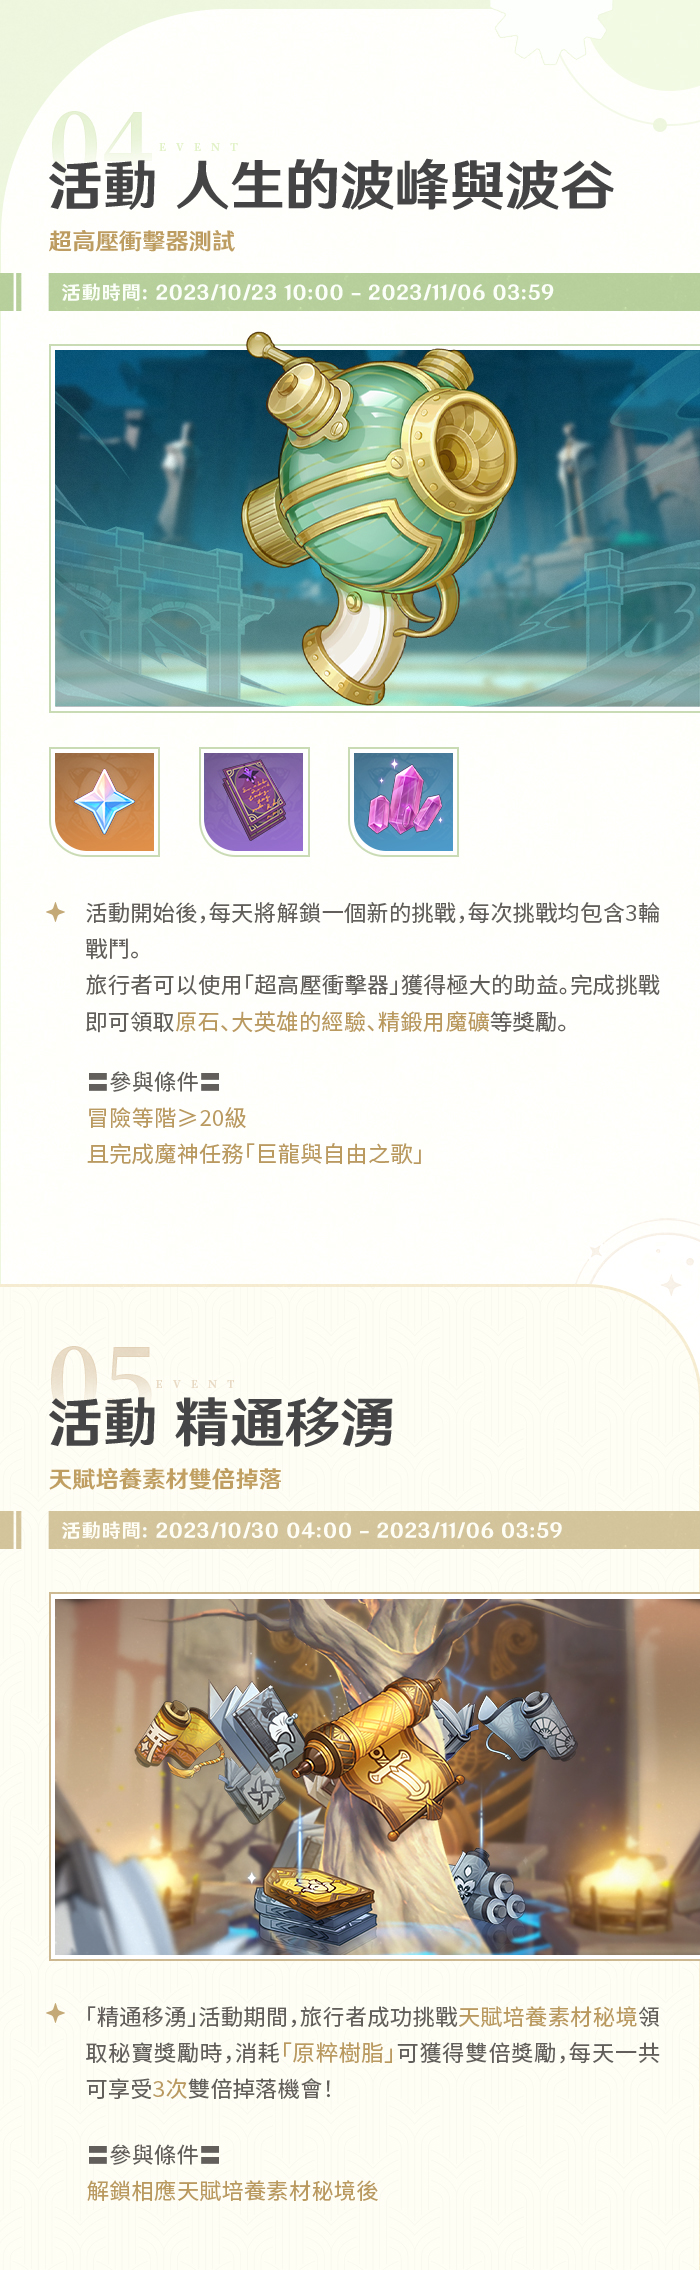 04 EVENT
活動 人生的波峰與波谷
超高壓衝擊器測試
活動時間: 2023/10/23 10:00 – 2023/11/06 03:59
活動開始後,每天將解鎖一個新的挑戰,每次挑戰均包含3輪
戰鬥。
旅行者可以使用「超高壓衝擊器」獲得極大的助益。完成挑戰
即可領取原石、大英雄的經驗、精鍛用魔礦等獎勵。
〓參與條件〓
冒險等階≥20級
且完成魔神任務「巨龍與自由之歌」
05 EVENT
活動 精通移湧
天賦培養素材雙倍掉落
活動時間: 2023/10/30 04:00 – 2023/11/06 03:59
「精通移湧」活動期間,旅行者成功挑戰天賦培養素材秘境領
取秘寶獎勵時,消耗「原粹樹脂」可獲得雙倍獎勵,每天一共
可享受3次雙倍掉落機會!
〓參與條件〓
解鎖相應天賦培養素材秘境後